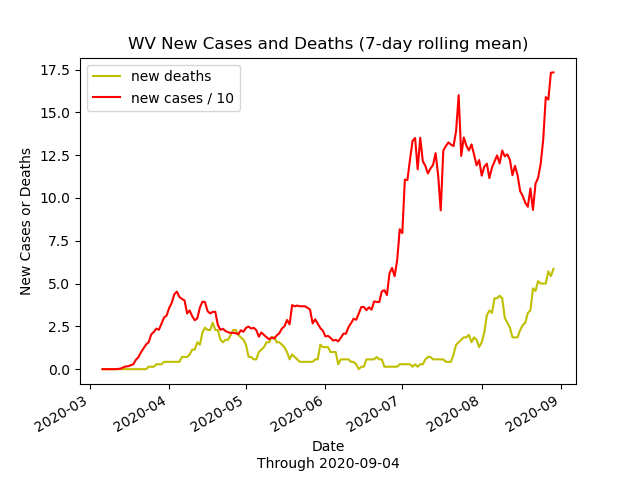 WV New Cases and Deaths (7-day rolling mean)
new deaths
new cases / 10
New Cases or Deaths
17.5
15.0
12.5
10.0
7.5
5.0
2.5
0.0
2020-03
2020-04
2020-05
2020-06
2020-07
2020-08
2020-09
Date
Through 2020-09-04